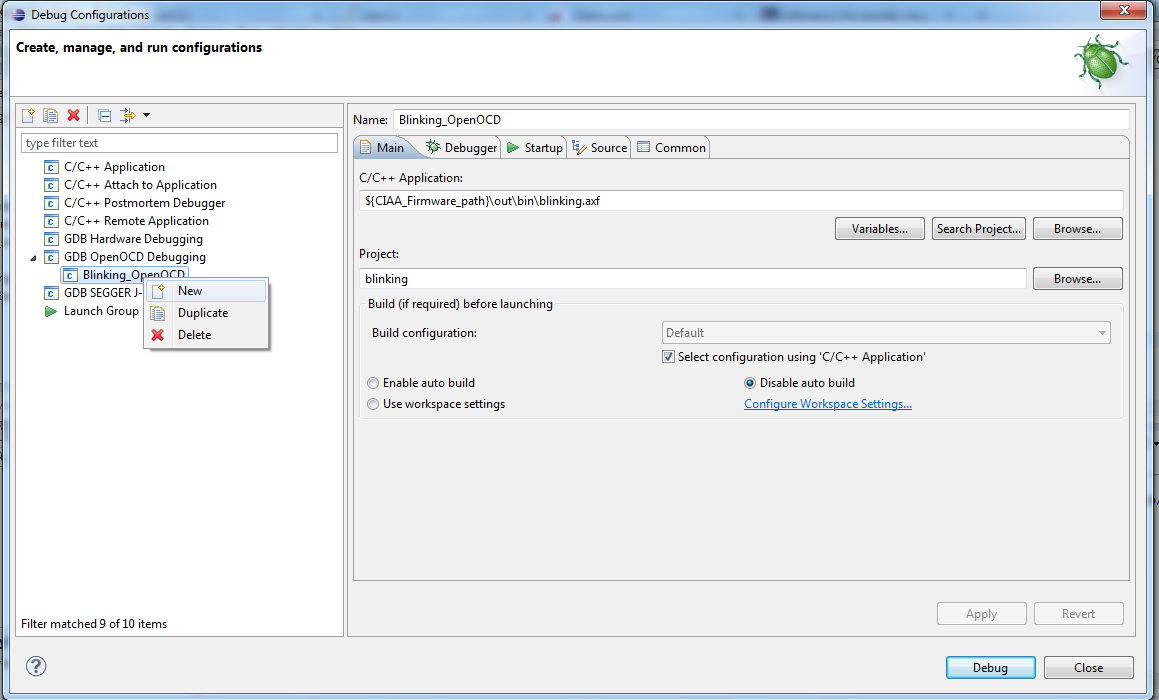 Debug Configurations
Create, manage, and run configurations
type filter text
C/C++ Application
C/C++ Attach to Application
C/C++ Postmortem Debugger
C/C++ Remote Application
GDB Hardware Debugging
GDB OpenOCD Debugging
Blinking_OpenOCD
GDB SEGGER J-
Launch Group
New
Duplicate
Delete
Filter matched 9 of 10 items
Name: Blinking_OpenOCD
Main Debugger Startup Source Common
C/C++ Application:
${CIAA_Firmware_path}\out\bin\blinking.axf
Variables... Search Project... Browse...
Project:
blinking Browse...
Build (if required) before launching
Build configuration: Default
Select configuration using 'C/C++ Application'
Enable auto build Disable auto build
Use workspace settings Configure Workspace Settings...
Apply Revert
Debug Close